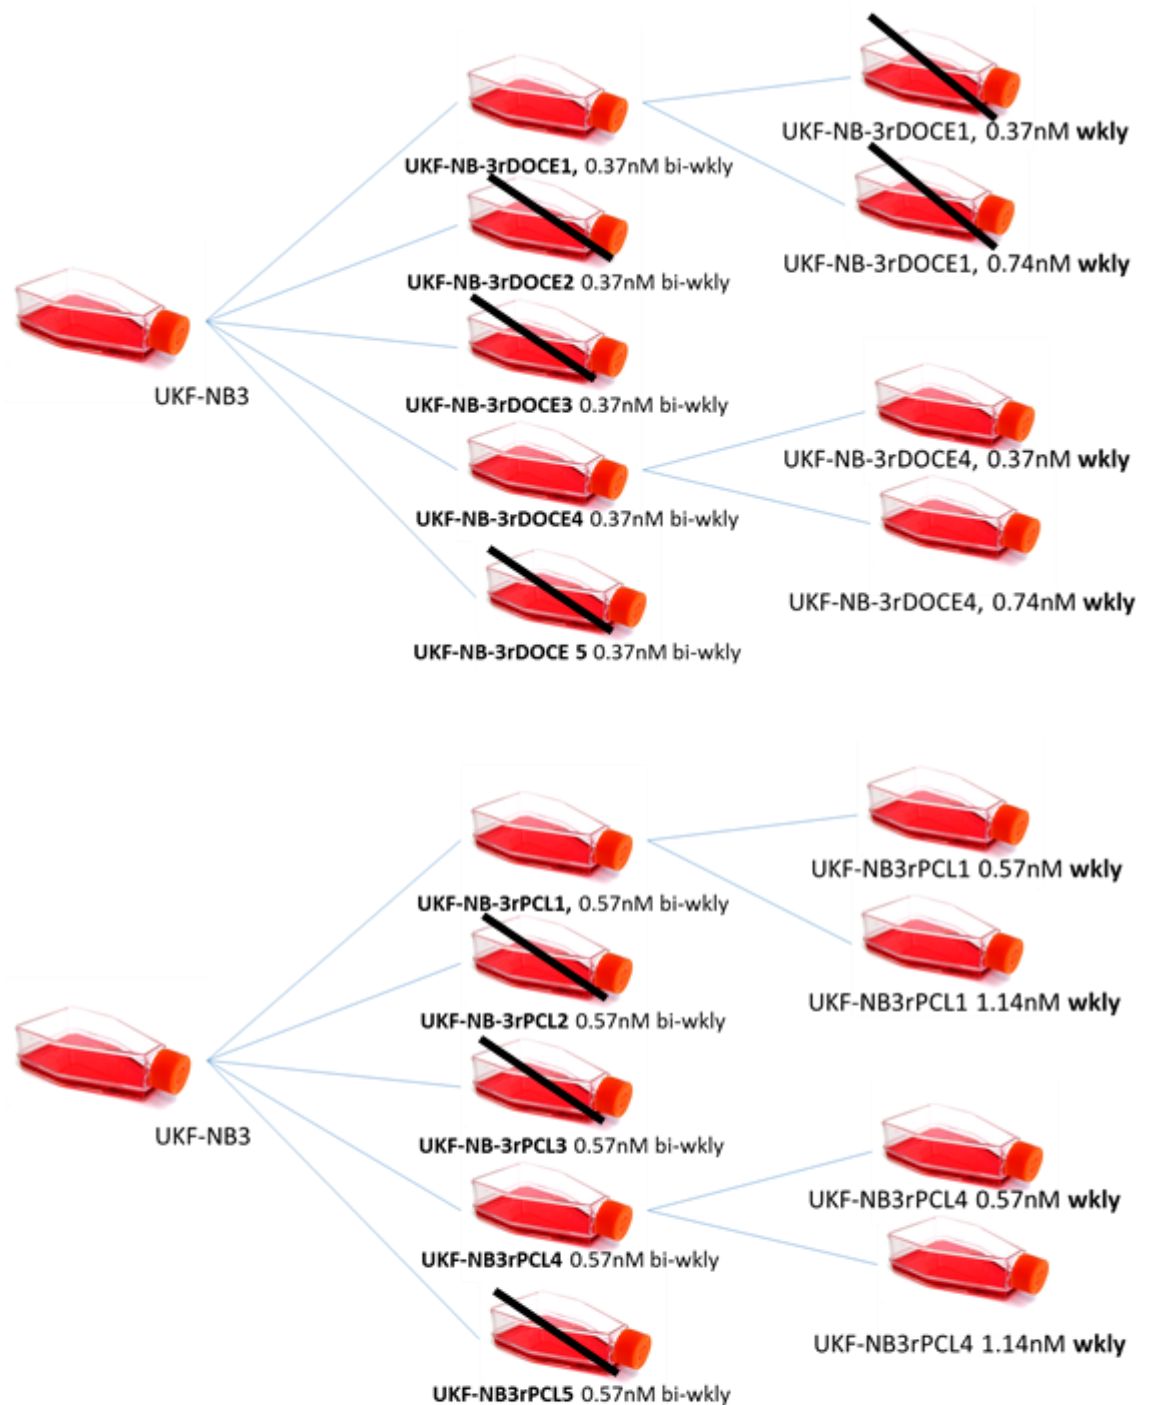 UKF-NB-3rDOCE1, 0.37nM wkly
UKF-NB-3rDOCE1, 0.37nM bi-wkly
UKF-NB-3rDOCE1, 0.74nM wkly
UKF-NB-3rDOCE2 0.37nM bi-wkly
UKF-NB3
UKF-NB-3rDOCE3 0.37nM bi-wkly
UKF-NB-3rDOCE4, 0.37nM wkly
UKF-NB-3rDOCE4 0.37nM bi-wkly
UKF-NB-3rDOCE4, 0.74nM wkly
UKF-NB-3rDOCE 5 0.37nM bi-wkly
UKF-NB3rPCL1 0.57nM wkly
UKF-NB-3rPCL1, 0.57nM bi-wkly
UKF-NB3rPCL1 1.14nM wkly
UKF-NB-3rPCL2 0.57nM bi-wkly
UKF-NB3
UKF-NB-3rPCL3 0.57nM bi-wkly
UKF-NB3rPCL4 0.57nM wkly
UKF-NB3rPCL4 0.57nM bi-wkly
UKF-NB3rPCL4 1.14nM wkly
UKF-NB3rPCL5 0.57nM bi-wkly